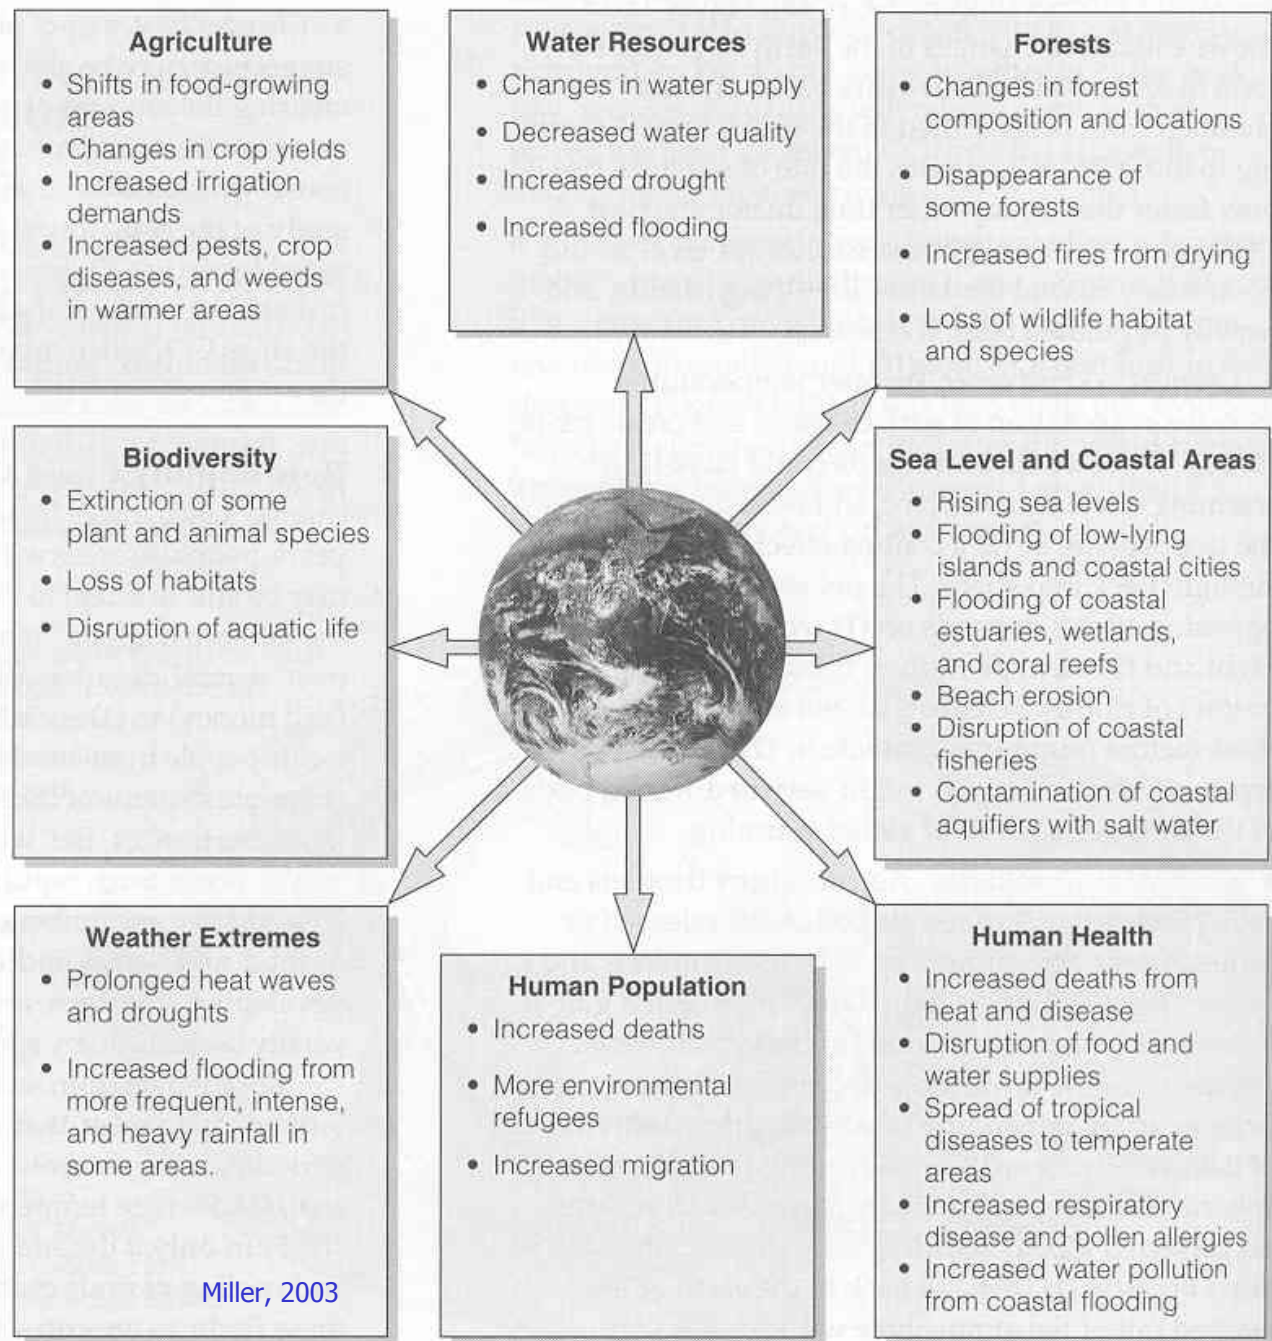 Agriculture
• Shifts in food-growing
areas
• Changes in crop yields
• Increased irrigation
demands
• Increased pests, crop
diseases, and weeds
in warmer areas
Water Resources
• Changes in water supply
• Decreased water quality
• Increased drought
• Increased flooding
Forests
• Changes in forest
composition and locations
• Disappearance of
some forests
• Increased fires from drying
• Loss of wildlife habitat
and species
Biodiversity
• Extinction of some
plant and animal species
• Loss of habitats
• Disruption of aquatic life
Sea Level and Coastal Areas
• Rising sea levels
• Flooding of low-lying
islands and coastal cities
• Flooding of coastal
estuaries, wetlands,
and coral reefs
• Beach erosion
• Disruption of coastal
fisheries
• Contamination of coastal
aquifiers with salt water
Weather Extremes
• Prolonged heat waves
and droughts
• Increased flooding from
more frequent, intense,
and heavy rainfall in
some areas.
Miller, 2003
Human Population
• Increased deaths
• More environmental
refugees
• Increased migration
Human Health
• Increased deaths from
heat and disease
• Disruption of food and
water supplies
• Spread of tropical
diseases to temperate
areas
• Increased respiratory
disease and pollen allergies
• Increased water pollution
from coastal flooding